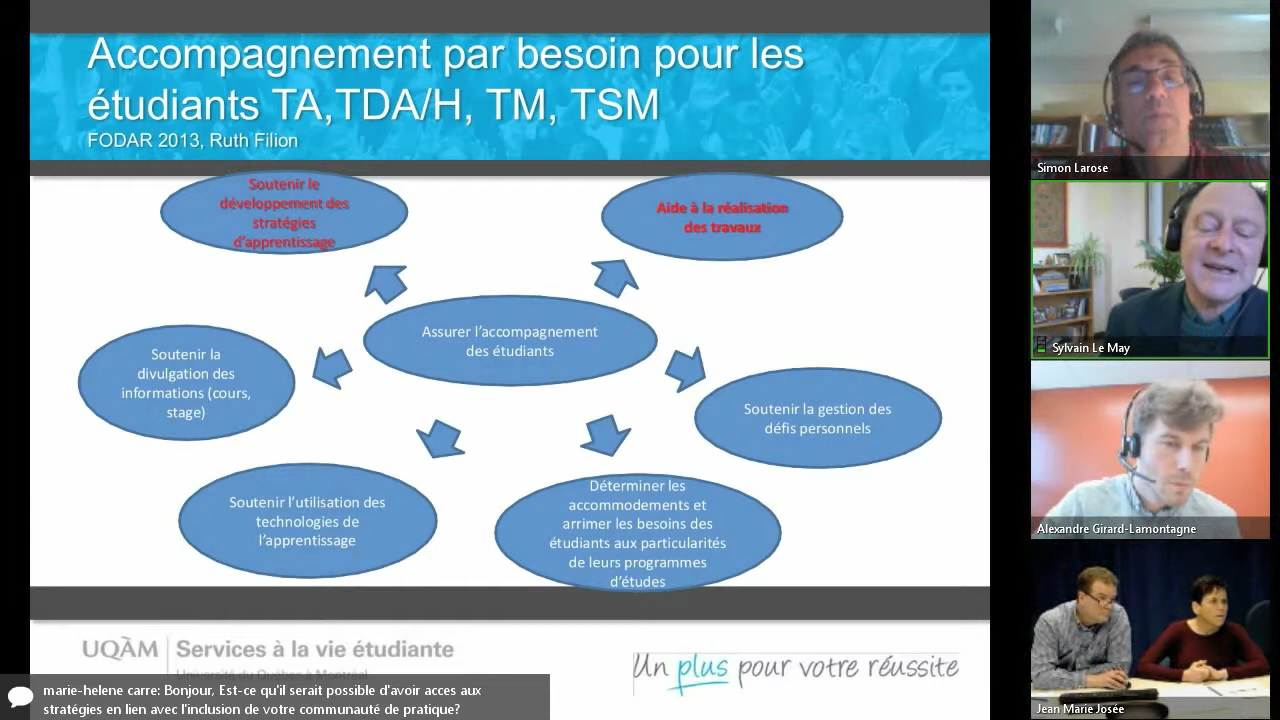 Accompagnement par besoin pour les
étudiants TA,TDA/H, TM, TSM
FODAR 2013, Ruth Filion
Soutenir le
développement des
stratégies
d'apprentissage
Aide à la réalisation
des travaux
Assurer l'accompagnement
des étudiants
Soutenir la
divulgation des
informations (cours,
stage)
Soutenir la gestion des
défis personnels
Soutenir l'utilisation des
technologies de
l'apprentissage
Déterminer les
accommodements et
arrimer les besoins des
étudiants aux particularités
de leurs programmes
d'études
UQÀM Services à la vie étudiante
Université du Québec à Montréal
Un plus pour votre réussite
marie-helene carre: Bonjour, Est-ce qu'il serait possible d'avoir acces aux
stratégies en lien avec l'inclusion de votre communauté de pratique?
Simon Larose
Sylvain Le May
Alexandre Girard-Lamontagne
Jean Marie Josée